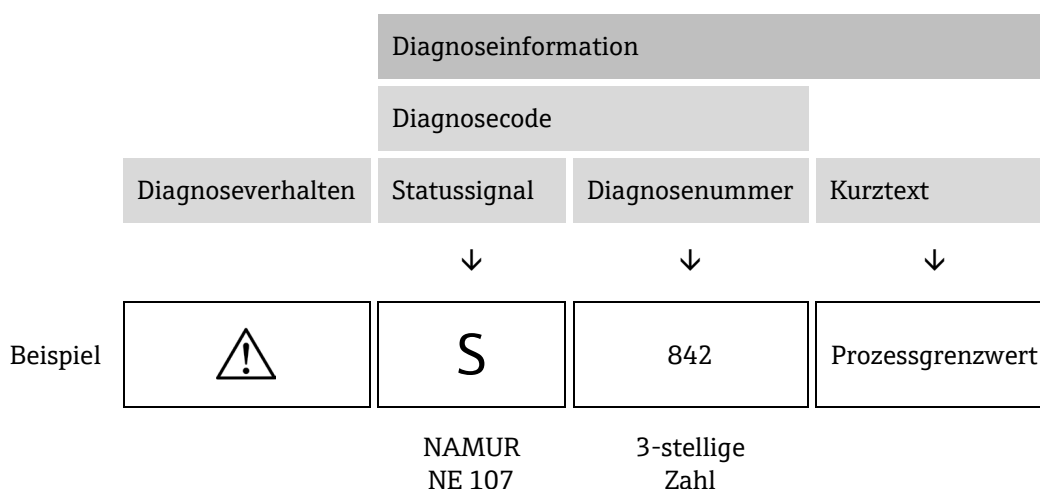 Diagnoseinformation
Diagnosecode
Diagnoseverhalten Statussignal Diagnosenummer Kurztext
↓ ↓ ↓
Beispiel ⚠ S 842 Prozessgrenzwert
NAMUR 3-stellige
NE 107 Zahl